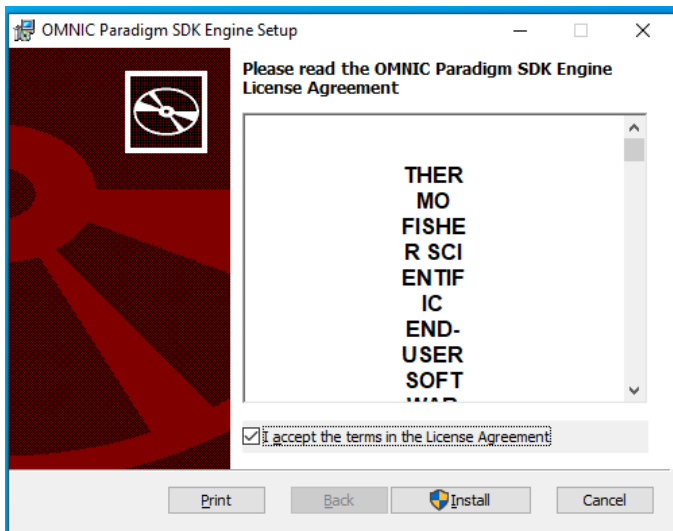 OMNIC Paradigm SDK Engine Setup
Please read the OMNIC Paradigm SDK Engine
License Agreement
THER
MO
FISHE
R SCI
ENTIF
IC
END-
USER
SOFT
WAR
I accept the terms in the License Agreement
Print
Back
Install
Cancel